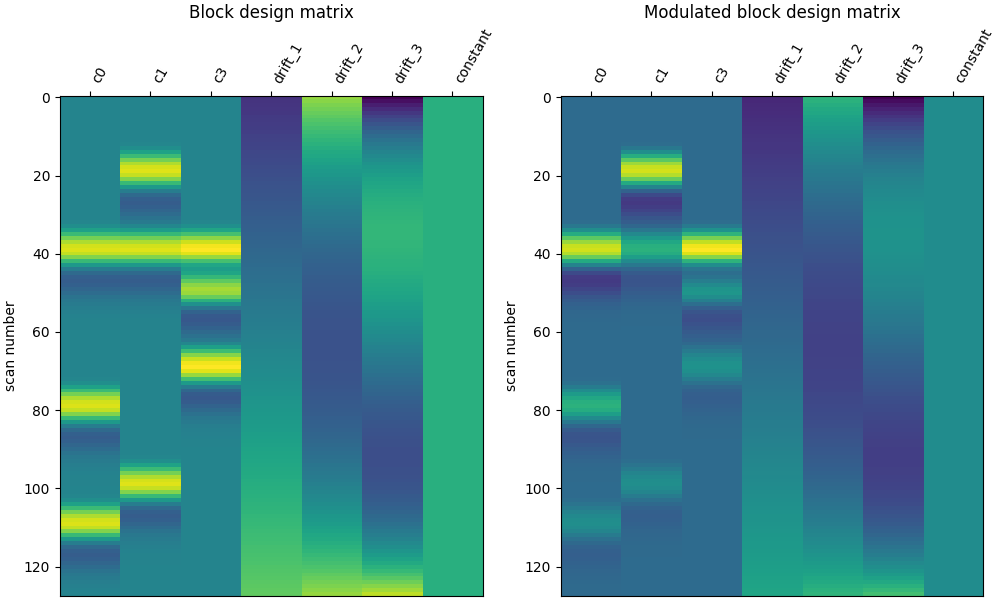 Block design matrix
c0 c1 c3 drift_1 drift_2 drift_3 constant
0
20
40
60
80
100
120
scan number
Modulated block design matrix
c0 c1 c3 drift_1 drift_2 drift_3 constant
0
20
40
60
80
100
120
scan number